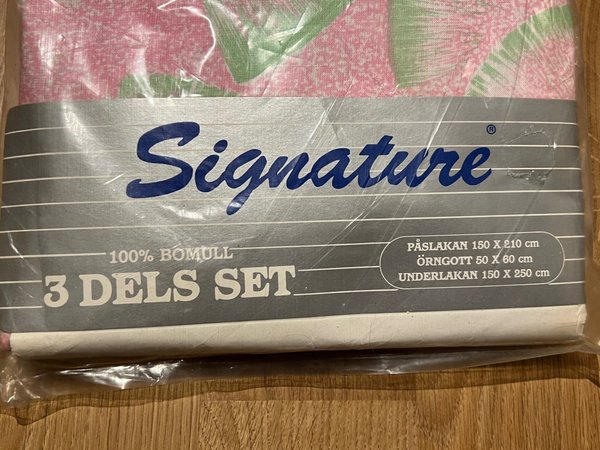 Signature®
100% BOMULL
3 DELS SET
PÅSLAKAN 150 X 210 cm
ÖRNGOTT 50 X 60 cm
UNDERLAKAN 150 X 250 cm